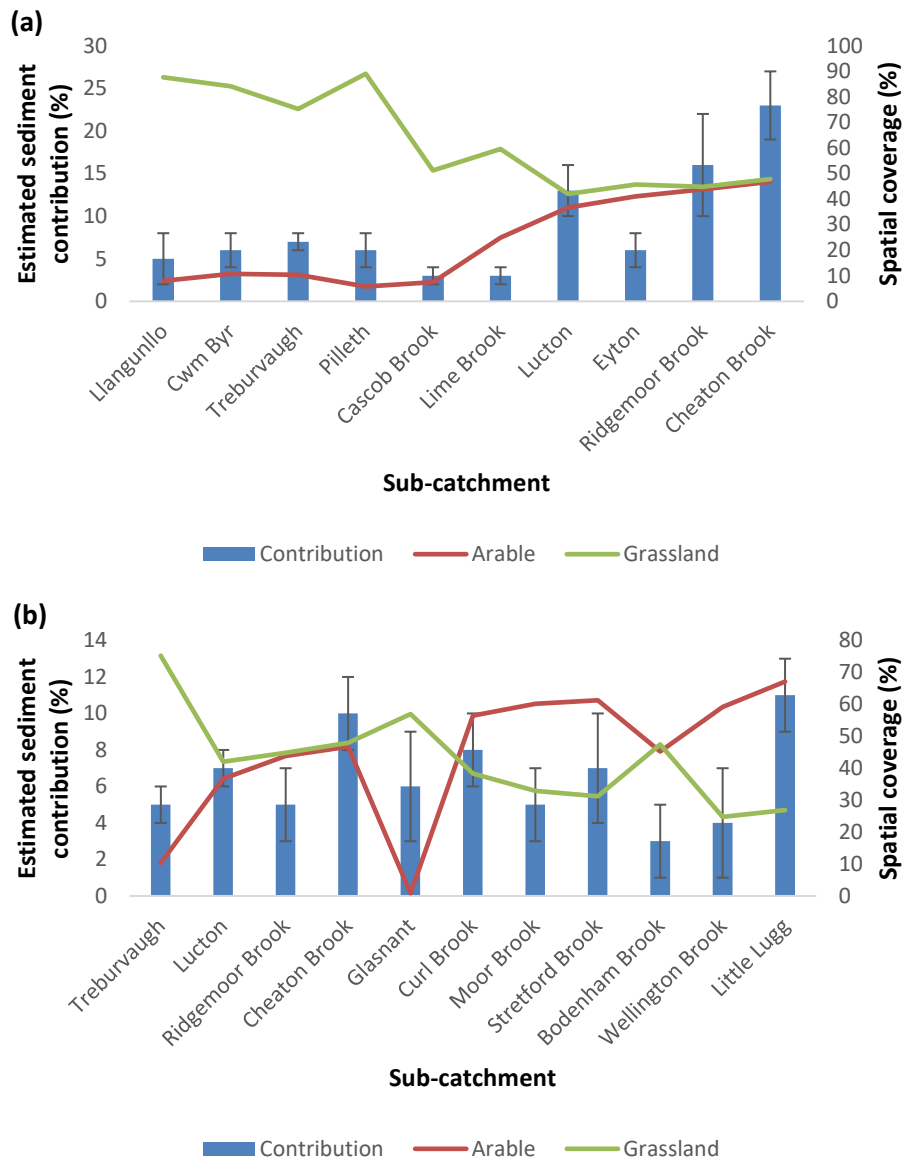 (a)
Estimated sediment
contribution (%)
30
25
20
15
10
5
0
100
90
80
70
60
50
40
30
20
10
0
Spatial coverage (%)
Llangunllo
Cwm Byr
Treburvaugh
Pilleth
Cascob Brook
Lime Brook
Lucton
Eyton
Ridgemoor Brook
Cheaton Brook
Sub-catchment
Contribution Arable Grassland
(b)
Estimated sediment
contribution (%)
14
12
10
8
6
4
2
0
80
70
60
50
40
30
20
10
0
Spatial coverage (%)
Treburvaugh
Lucton
Ridgemoor Brook
Cheaton Brook
Glasnant
Curl Brook
Moor Brook
Stretford Brook
Bodenham Brook
Wellington Brook
Little Lugg
Sub-catchment
Contribution Arable Grassland